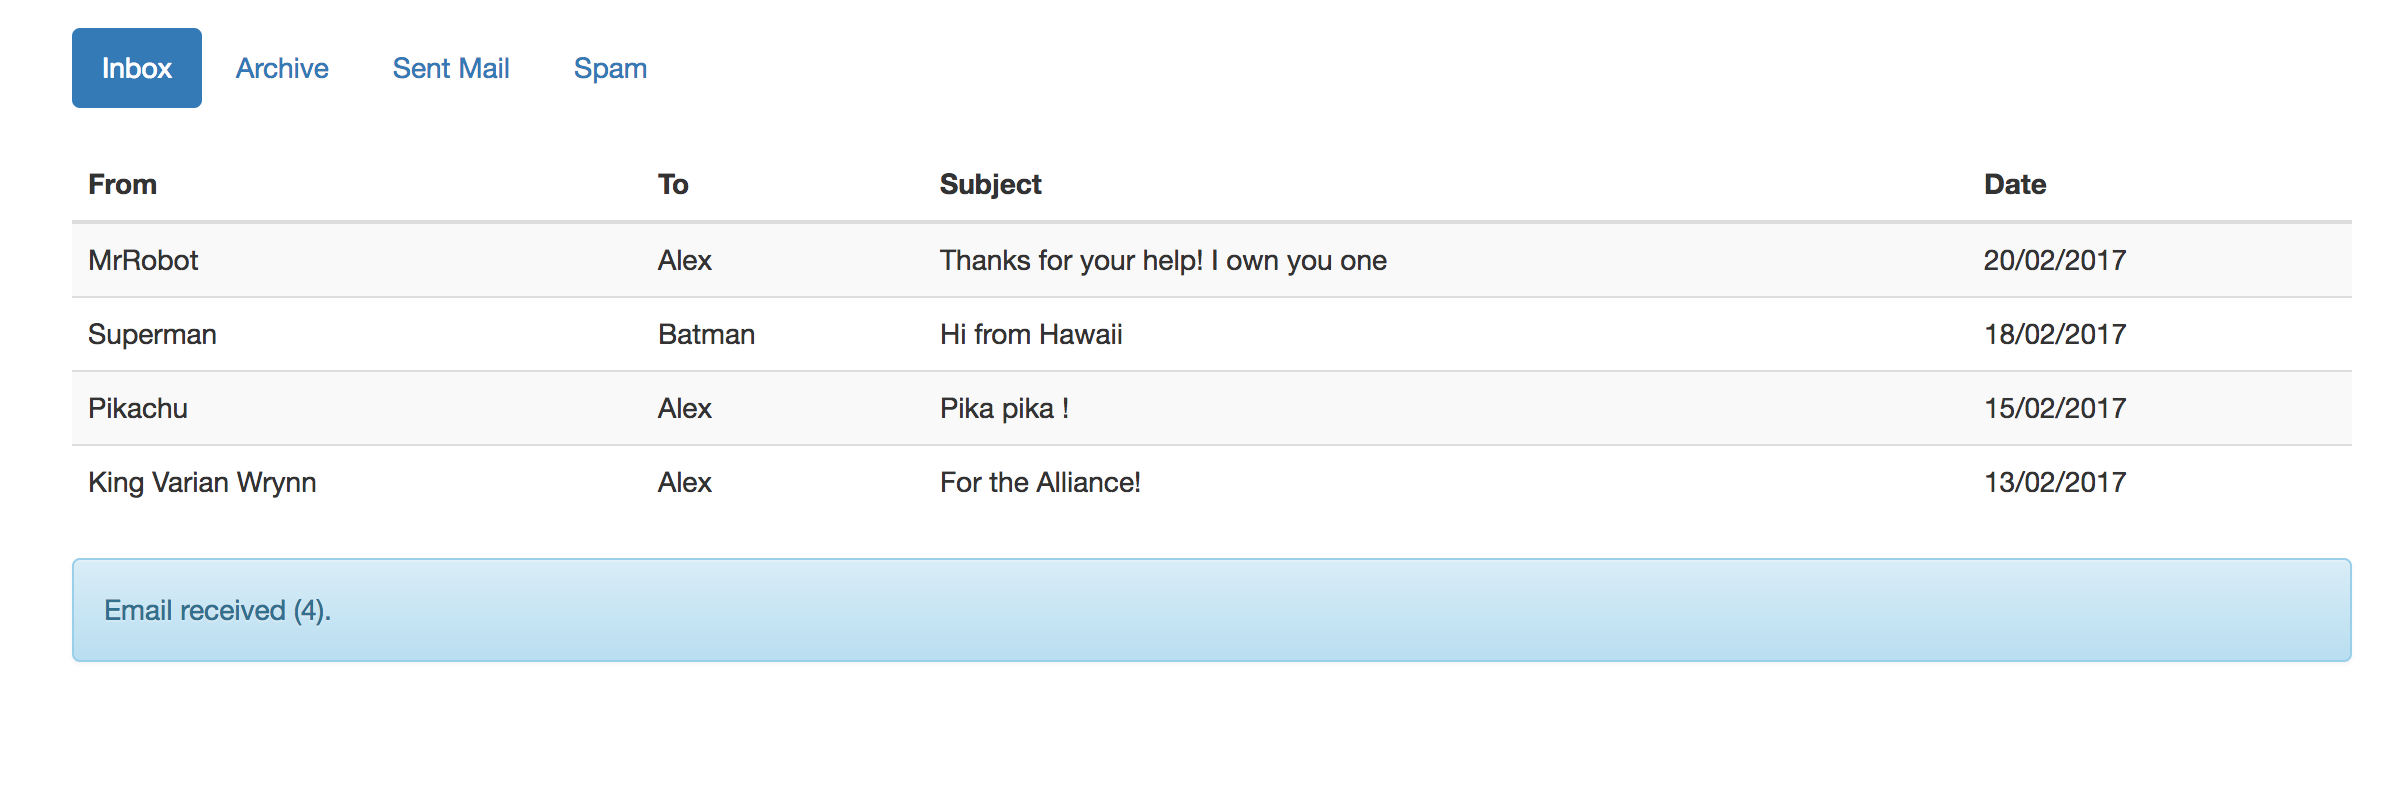 Inbox Archive Sent Mail Spam
From To Subject Date
MrRobot Alex Thanks for your help! I own you one 20/02/2017
Superman Batman Hi from Hawaii 18/02/2017
Pikachu Alex Pika pika ! 15/02/2017
King Varian Wrynn Alex For the Alliance! 13/02/2017
Email received (4).